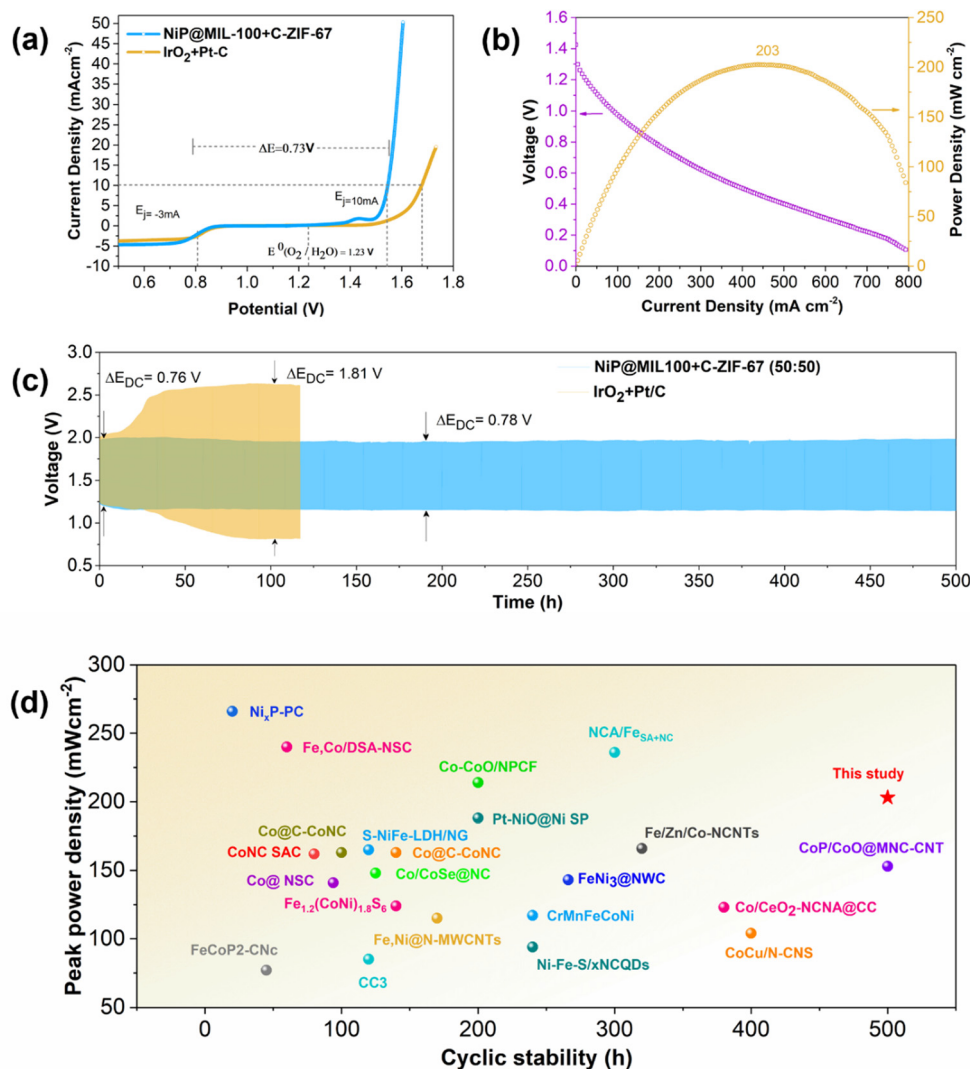 (a)
NiP@MIL-100+C-ZIF-67
IrO₂+Pt-C
ΔE=0.73V
E_j= -3mA
E_j=10mA
E⁰(O₂ / H₂O) = 1.23 V
50
45
40
35
30
25
20
15
10
5
0
-5
-10
Current Density (mAcm⁻²)
0.6 0.8 1.0 1.2 1.4 1.6 1.8
Potential (V)
(b)
203
1.8
1.6
1.4
1.2
1.0
0.8
0.6
0.4
0.2
0.0
Voltage (V)
250
200
150
100
50
0
Power Density (mW cm⁻²)
0 100 200 300 400 500 600 700 800
Current Density (mA cm⁻²)
(c)
ΔE_DC= 0.76 V
ΔE_DC= 1.81 V
ΔE_DC= 0.78 V
NiP@MIL100+C-ZIF-67 (50:50)
IrO₂+Pt/C
3.0
2.5
2.0
1.5
1.0
0.5
Voltage (V)
0 50 100 150 200 250 300 350 400 450 500
Time (h)
(d)
300
250
200
150
100
50
Peak power density (mWcm⁻²)
NiₓP-PC
Fe,Co/DSA-NSC
NCA/Fe_SA+NC
Co-CoO/NPCF
This study
Pt-NiO@Ni SP
Co@C-CoNC
S-NiFe-LDH/NG
Fe/Zn/Co-NCNTs
CoNC SAC
Co@C-CoNC
CoP/CoO@MNC-CNT
Co@ NSC
Co/CoSe@NC
FeNi₃@NWC
Fe₁.₂(CoNi)₁.₈S₆
CrMnFeCoNi
Co/CeO₂-NCNA@CC
Fe,Ni@N-MWCNTs
CoCu/N-CNS
FeCoP2-CNc
CC3
Ni-Fe-S/xNCQDs
0 100 200 300 400 500
Cyclic stability (h)